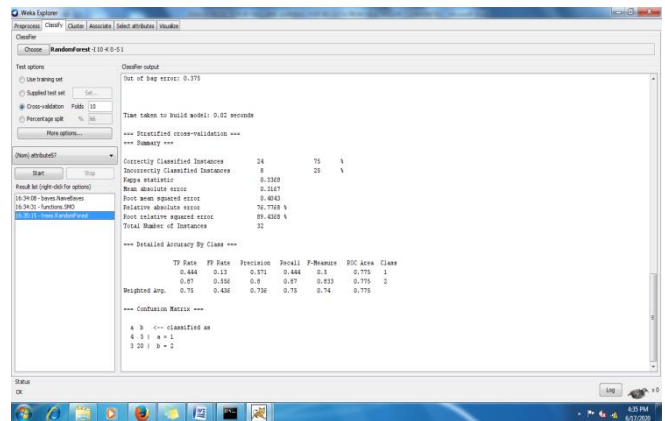 Weka Explorer
Preprocess Classify Cluster Associate Select attributes Visualize
Classifier
Choose RandomForest -I 10 -K 0 -S 1
Test options
Use training set
Supplied test set Set...
Cross-validation Folds 10
Percentage split % 66
More options...
(Nom) attribute57
Start Stop
Result list (right-click for options)
16:34:08 - bayes.NaiveBayes
16:34:31 - functions.SMO
16:35:15 - trees.RandomForest
Classifier output
Out of bag error: 0.375
Time taken to build model: 0.02 seconds
=== Stratified cross-validation ===
=== Summary ===
Correctly Classified Instances 24 75 %
Incorrectly Classified Instances 8 25 %
Kappa statistic 0.3368
Mean absolute error 0.3167
Root mean squared error 0.4043
Relative absolute error 76.7768 %
Root relative squared error 89.4368 %
Total Number of Instances 32
=== Detailed Accuracy By Class ===
TP Rate FP Rate Precision Recall F-Measure ROC Area Class
0.444 0.13 0.571 0.444 0.5 0.775 1
0.87 0.556 0.8 0.87 0.833 0.775 2
Weighted Avg. 0.75 0.436 0.736 0.75 0.74 0.775
=== Confusion Matrix ===
a b <-- classified as
4 5 | a = 1
3 20 | b = 2
Status
OK
Log x 0
4:35 PM
6/17/2020